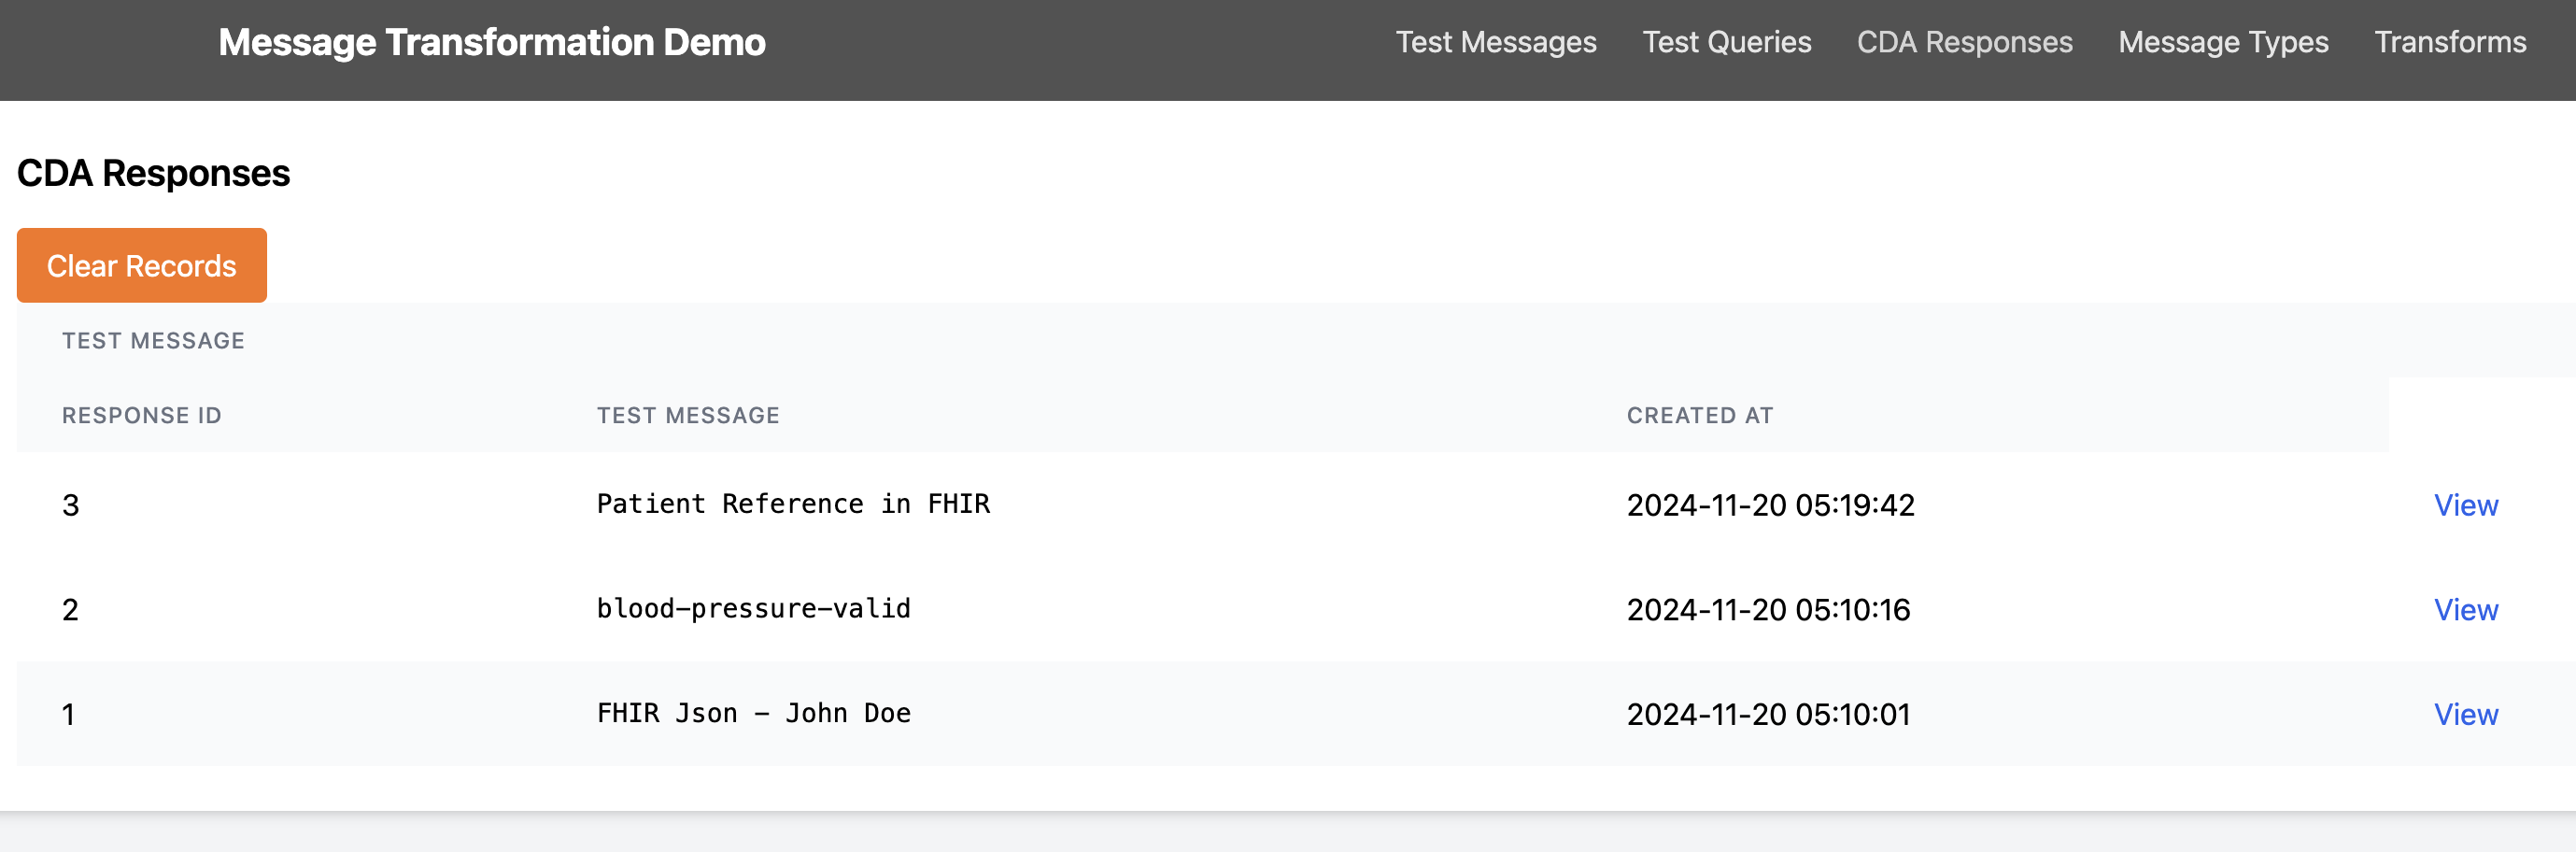 Message Transformation Demo Test Messages Test Queries CDA Responses Message Types Transforms
CDA Responses
Clear Records
TEST MESSAGE
RESPONSE ID TEST MESSAGE CREATED AT
3 Patient Reference in FHIR 2024-11-20 05:19:42 View
2 blood-pressure-valid 2024-11-20 05:10:16 View
1 FHIR Json - John Doe 2024-11-20 05:10:01 View